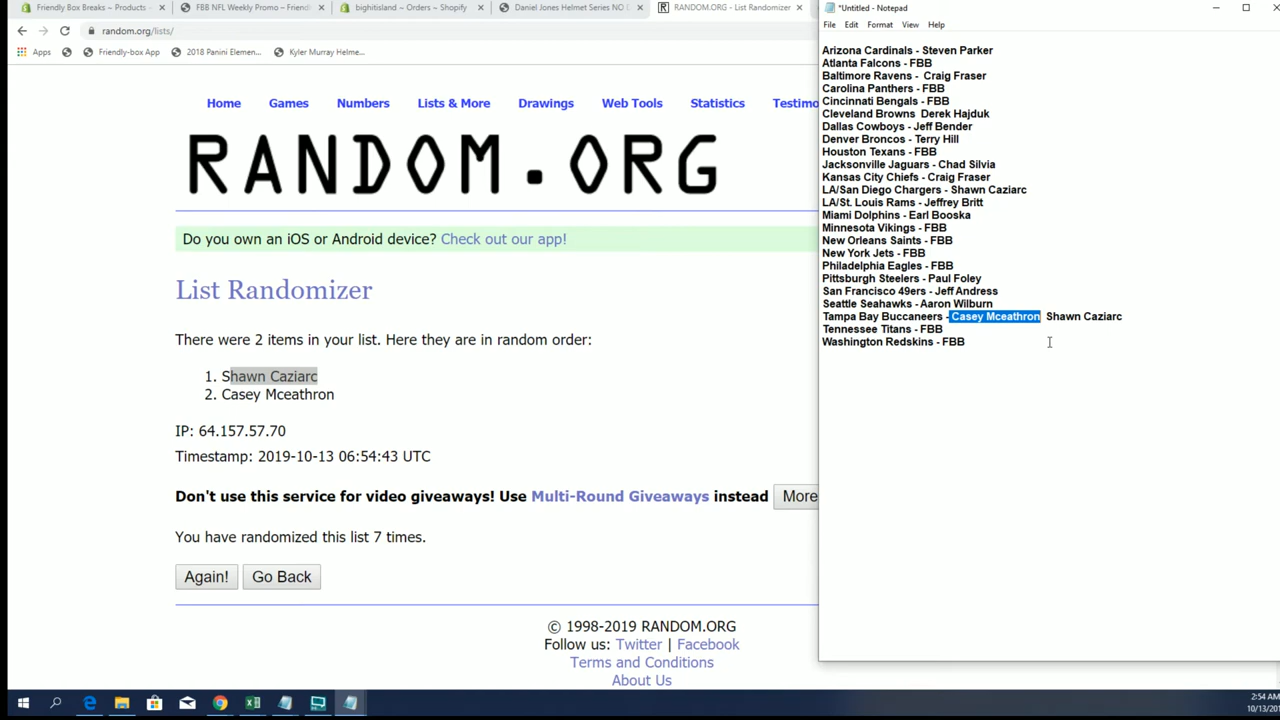 Friendly Box Breaks ~ Products ~
FBB NFL Weekly Promo – Friend
bighitisland ~ Orders ~ Shopify
Daniel Jones Helmet Series NO D
RANDOM.ORG - List Randomizer
random.org/lists/
Apps
Friendly-box App
2018 Panini Elemen...
Kyler Murray Helme...
Home
Games
Numbers
Lists & More
Drawings
Web Tools
Statistics
Testimo
RANDOM.ORG
Do you own an iOS or Android device? Check out our app!
List Randomizer
There were 2 items in your list. Here they are in random order:
1. Shawn Caziarc
2. Casey Mceathron
IP: 64.157.57.70
Timestamp: 2019-10-13 06:54:43 UTC
Don't use this service for video giveaways! Use Multi-Round Giveaways instead
More
You have randomized this list 7 times.
Again!
Go Back
© 1998-2019 RANDOM.ORG
Follow us: Twitter | Facebook
Terms and Conditions
About Us
*Untitled - Notepad
File Edit Format View Help
Arizona Cardinals - Steven Parker
Atlanta Falcons - FBB
Baltimore Ravens -  Craig Fraser
Carolina Panthers - FBB
Cincinnati Bengals - FBB
Cleveland Browns  Derek Hajduk
Dallas Cowboys - Jeff Bender
Denver Broncos - Terry Hill
Houston Texans - FBB
Jacksonville Jaguars - Chad Silvia
Kansas City Chiefs - Craig Fraser
LA/San Diego Chargers - Shawn Caziarc
LA/St. Louis Rams - Jeffrey Britt
Miami Dolphins - Earl Booska
Minnesota Vikings - FBB
New Orleans Saints - FBB
New York Jets - FBB
Philadelphia Eagles - FBB
Pittsburgh Steelers - Paul Foley
San Francisco 49ers - Jeff Andress
Seattle Seahawks - Aaron Wilburn
Tampa Bay Buccaneers - Casey Mceathron  Shawn Caziarc
Tennessee Titans - FBB
Washington Redskins - FBB
2:54 AM
10/13/201